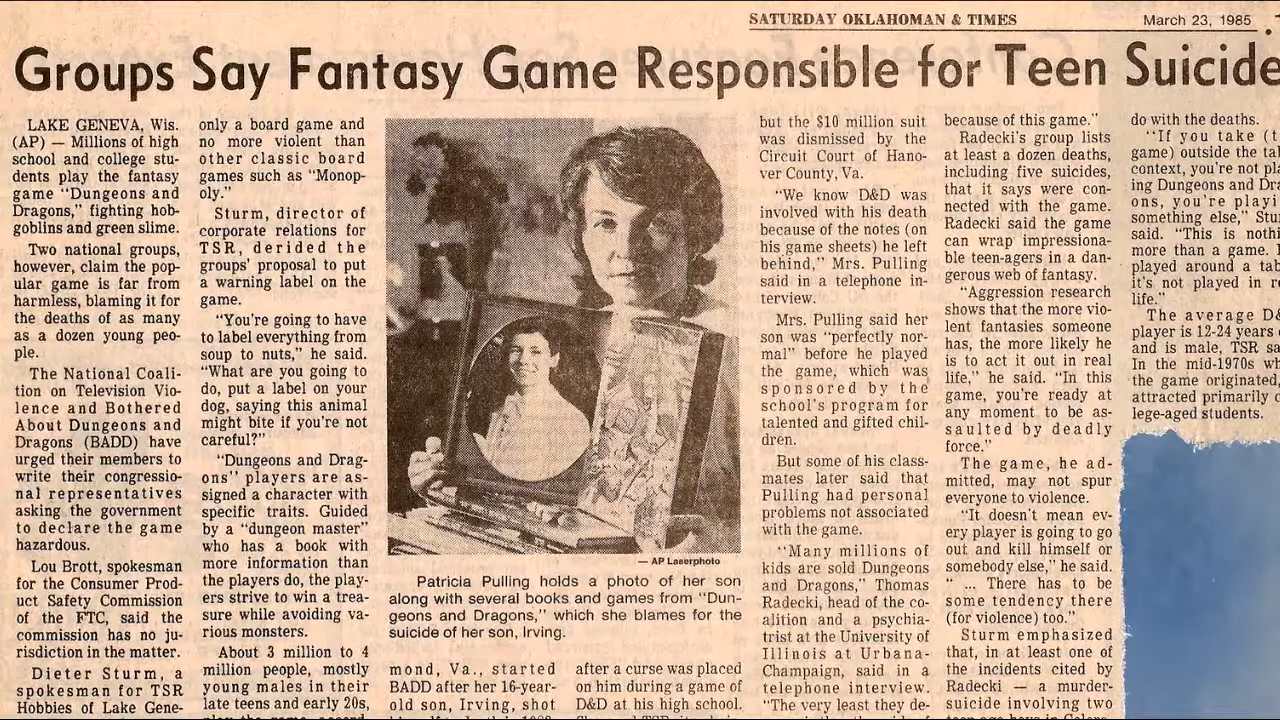 SATURDAY OKLAHOMAN & TIMES
March 23, 1985
Groups Say Fantasy Game Responsible for Teen Suicide
LAKE GENEVA, Wis.
(AP) — Millions of high
school and college stu-
dents play the fantasy
game "Dungeons and
Dragons," fighting hob-
goblins and green slime.
Two national groups,
however, claim the pop-
ular game is far from
harmless, blaming it for
the deaths of as many
as a dozen young peo-
ple.
The National Coali-
tion on Television Vio-
lence and Bothered
About Dungeons and
Dragons (BADD) have
urged their members to
write their congressio-
nal representatives
asking the government
to declare the game
hazardous.
Lou Brott, spokesman
for the Consumer Prod-
uct Safety Commission
of the FTC, said the
commission has no ju-
risdiction in the matter.
Dieter Sturm, a
spokesman for TSR
Hobbies of Lake Gene-
only a board game and
no more violent than
other classic board
games such as "Monop-
oly."
Sturm, director of
corporate relations for
TSR, derided the
groups' proposal to put
a warning label on the
game.
"You're going to have
to label everything from
soup to nuts," he said.
"What are you going to
do, put a label on your
dog, saying this animal
might bite if you're not
careful?"
"Dungeons and Drag-
ons" players are as-
signed a character with
specific traits. Guided
by a "dungeon master"
who has a book with
more information than
the players do, the play-
ers strive to win a trea-
sure while avoiding va-
rious monsters.
About 3 million to 4
million people, mostly
young males in their
late teens and early 20s,
play the game, accord-
— AP Laserphoto
Patricia Pulling holds a photo of her son
along with several books and games from "Dun-
geons and Dragons," which she blames for the
suicide of her son, Irving.
mond, Va., started
BADD after her 16-year-
old son, Irving, shot
after a curse was placed
on him during a game of
D&D at his high school.
but the $10 million suit
was dismissed by the
Circuit Court of Hano-
ver County, Va.
"We know D&D was
involved with his death
because of the notes (on
his game sheets) he left
behind," Mrs. Pulling
said in a telephone in-
terview.
Mrs. Pulling said her
son was "perfectly nor-
mal" before he played
the game, which was
sponsored by the
school's program for
talented and gifted chil-
dren.
But some of his class-
mates later said that
Pulling had personal
problems not associated
with the game.
"Many millions of
kids are sold Dungeons
and Dragons," Thomas
Radecki, head of the co-
alition and a psychia-
trist at the University of
Illinois at Urbana-
Champaign, said in a
telephone interview.
"The very least they de-
because of this game."
Radecki's group lists
at least a dozen deaths,
including five suicides,
that it says were con-
nected with the game.
Radecki said the game
can wrap impressiona-
ble teen-agers in a dan-
gerous web of fantasy.
"Aggression research
shows that the more vio-
lent fantasies someone
has, the more likely he
is to act it out in real
life," he said. "In this
game, you're ready at
any moment to be as-
saulted by deadly
force."
The game, he ad-
mitted, may not spur
everyone to violence.
"It doesn't mean ev-
ery player is going to go
out and kill himself or
somebody else," he said.
" ... There has to be
some tendency there
(for violence) too."
Sturm emphasized
that, in at least one of
the incidents cited by
Radecki — a murder-
suicide involving two
do with the deaths.
"If you take (t
game) outside the ta
context, you're not pla
ing Dungeons and Dra
ons, you're playi
something else," Stu
said. "This is nothi
more than a game.
played around a tab
it's not played in re
life."
The average D&
player is 12-24 years
and is male, TSR sa
In the mid-1970s wh
the game originated,
attracted primarily c
lege-aged students.